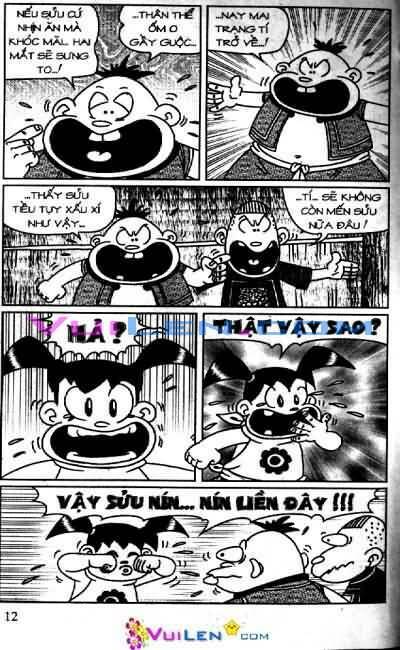 NẾU SỬU CỨ
NHỊN ĂN MÀ
KHÓC MÃI... HAI
MẮT SẼ SƯNG
TO...!
...THÂN THỂ
ỐM O
GẦY GUỘC...
...NAY MAI
TRẠNG TÍ
TRỞ VỀ...!
...THẤY SỬU
TIỀU TỤY XẤU XÍ
NHƯ VẬY...
...TÍ... SẼ KHÔNG
CÒN MẾN SỬU
NỮA ĐÂU!
HẢ?
THẬT VẬY SAO?
VUILEN.COM
VẬY SỬU NÍN... NÍN LIỀN ĐÂY!!!
12
VUILEN.COM